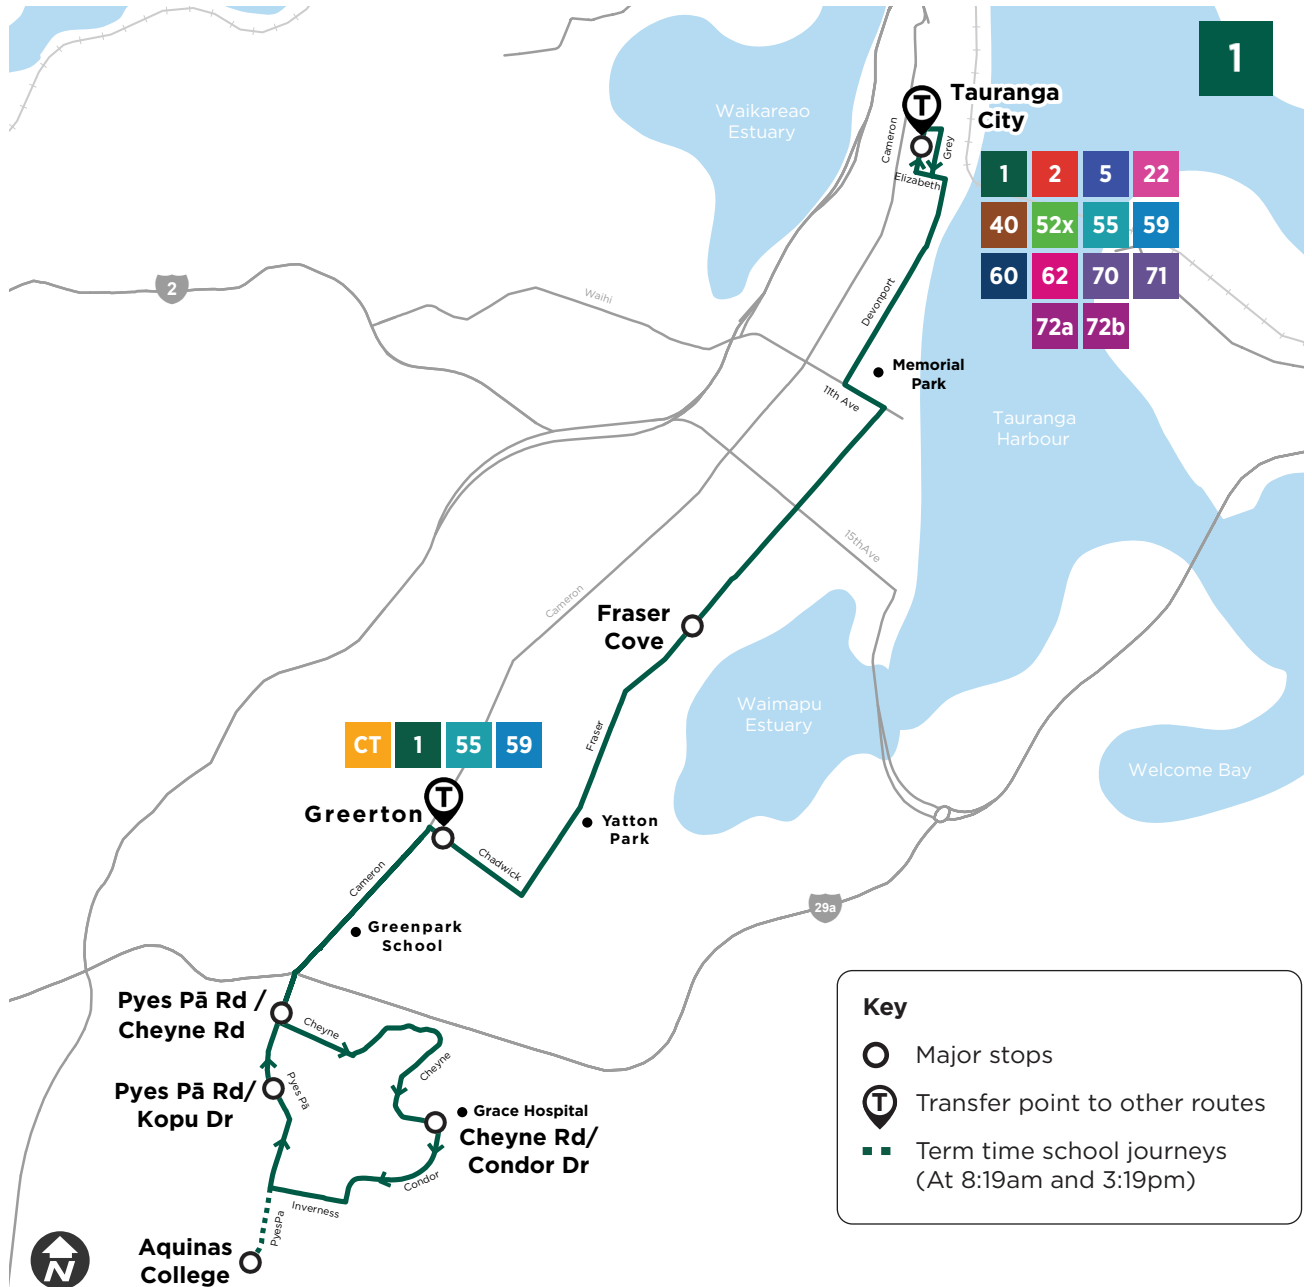 1
Waikareao
Estuary
T
Tauranga
City
Cameron
Grey
Elizabeth
1
2
5
22
40
52x
55
59
60
62
70
71
72a
72b
2
Waihi
Devonport
Memorial
Park
11th Ave
Tauranga
Harbour
15thAve
Cameron
Fraser
Cove
Waimapu
Estuary
Welcome Bay
CT
1
55
59
T
Greerton
Fraser
Yatton
Park
Chadwick
Cameron
Greenpark
School
29a
Pyes Pā Rd /
Cheyne Rd
Cheyne
Cheyne
Pyes Pā Rd/
Kopu Dr
Pyes Pā
Grace Hospital
Cheyne Rd/
Condor Dr
Condor
Inverness
PyesPa
Aquinas
College
N
Key
Major stops
T
Transfer point to other routes
Term time school journeys
(At 8:19am and 3:19pm)